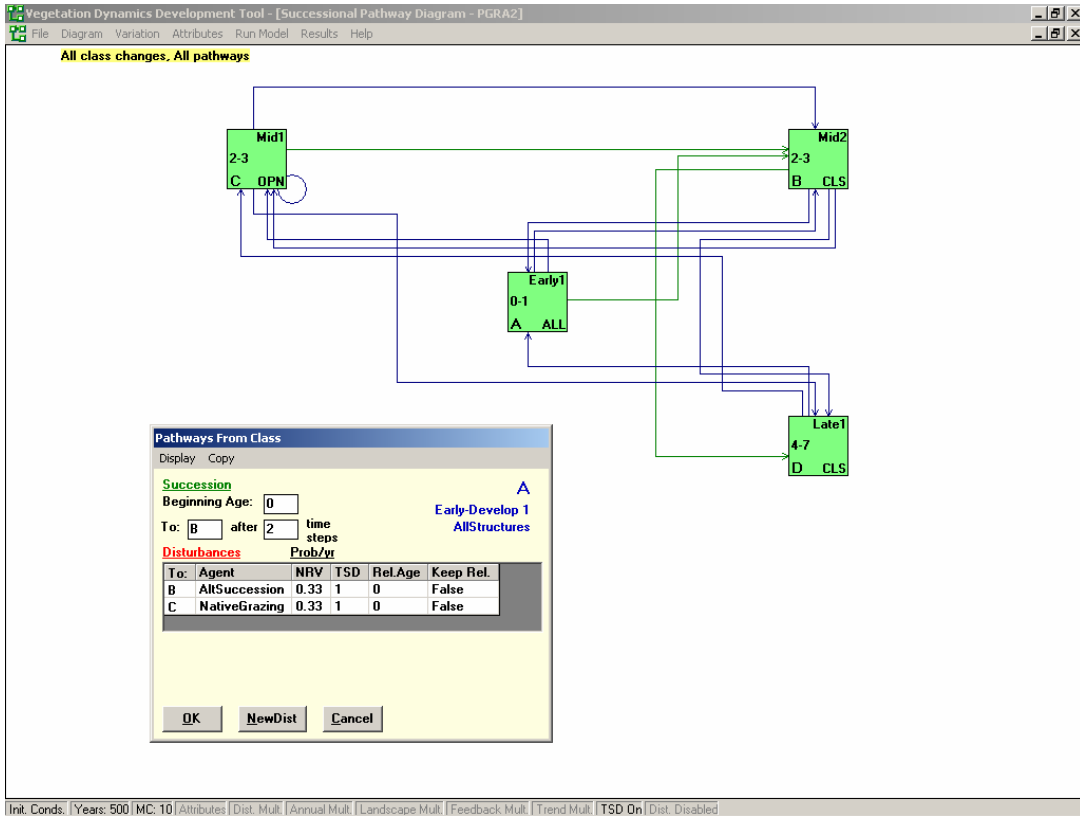 Vegetation Dynamics Development Tool - [Successional Pathway Diagram - PGRA2]
File Diagram Variation Attributes Run Model Results Help
All class changes, All pathways
Mid1
2-3
C OPN
Mid2
2-3
B CLS
Early1
0-1
A ALL
Late1
4-7
D CLS
Pathways From Class
Display Copy
Succession
A
Beginning Age: 0
Early-Develop 1
To: B after 2 time steps
AllStructures
Disturbances Prob/yr
To: Agent NRV TSD Rel.Age Keep Rel.
B AltSuccession 0.33 1 0 False
C NativeGrazing 0.33 1 0 False
OK NewDist Cancel
Init. Conds. Years: 500 MC: 10 Attributes Dist. Mult. Annual Mult. Landscape Mult. Feedback Mult. Trend Mult. TSD On Dist. Disabled